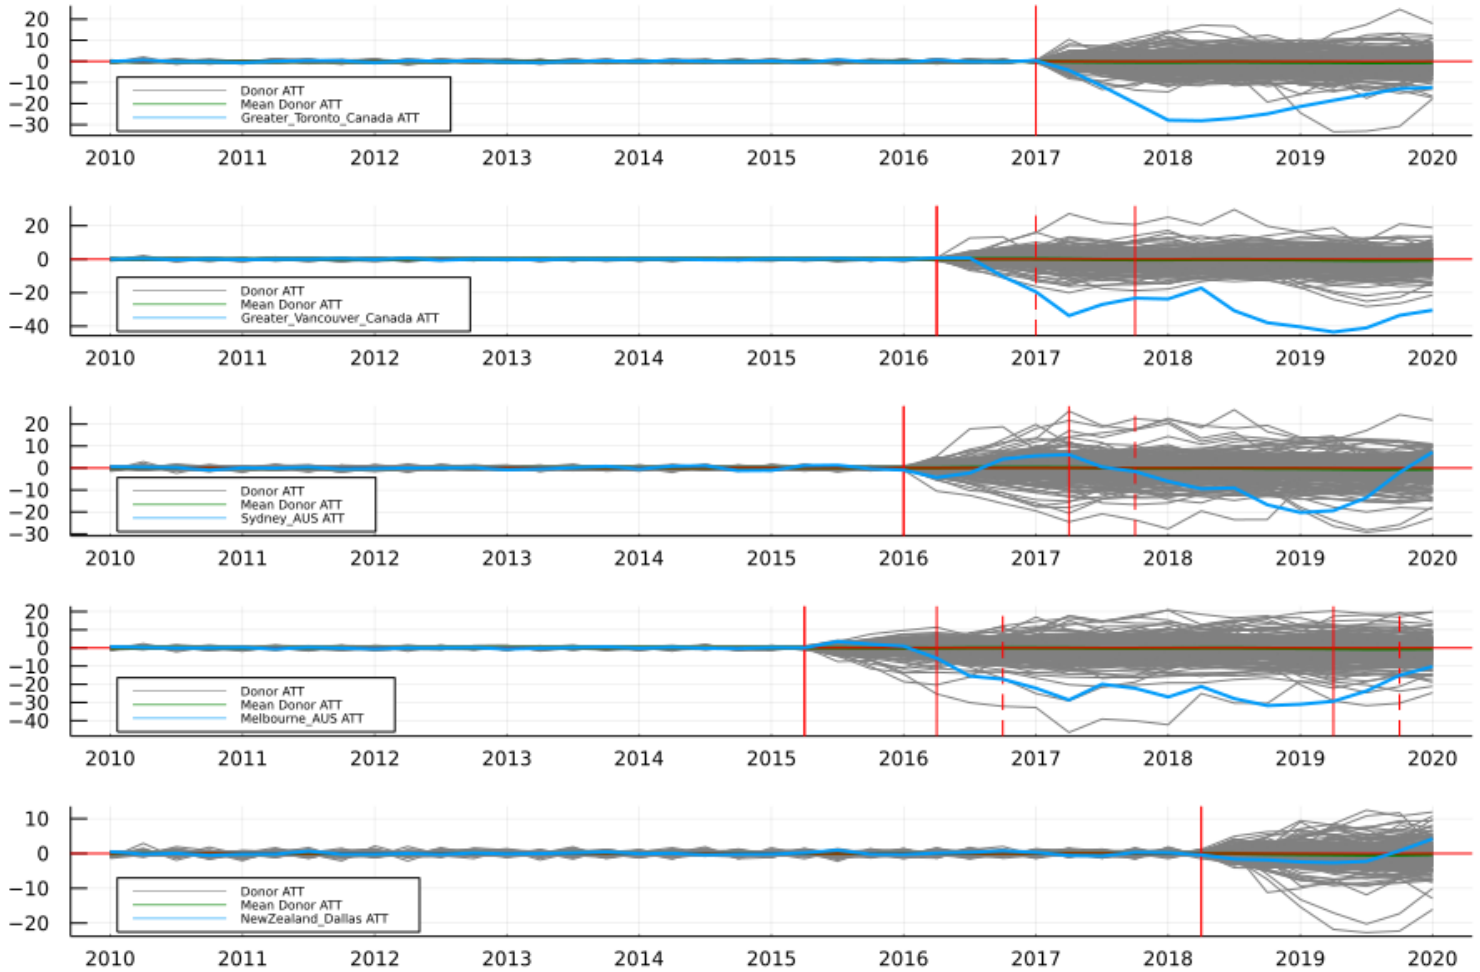 20
10
0
−10
−20
−30
Donor ATT
Mean Donor ATT
Greater_Toronto_Canada ATT
2010 2011 2012 2013 2014 2015 2016 2017 2018 2019 2020
20
0
−20
−40
Donor ATT
Mean Donor ATT
Greater_Vancouver_Canada ATT
2010 2011 2012 2013 2014 2015 2016 2017 2018 2019 2020
20
10
0
−10
−20
−30
Donor ATT
Mean Donor ATT
Sydney_AUS ATT
2010 2011 2012 2013 2014 2015 2016 2017 2018 2019 2020
20
10
0
−10
−20
−30
−40
Donor ATT
Mean Donor ATT
Melbourne_AUS ATT
2010 2011 2012 2013 2014 2015 2016 2017 2018 2019 2020
10
0
−10
−20
Donor ATT
Mean Donor ATT
NewZealand_Dallas ATT
2010 2011 2012 2013 2014 2015 2016 2017 2018 2019 2020